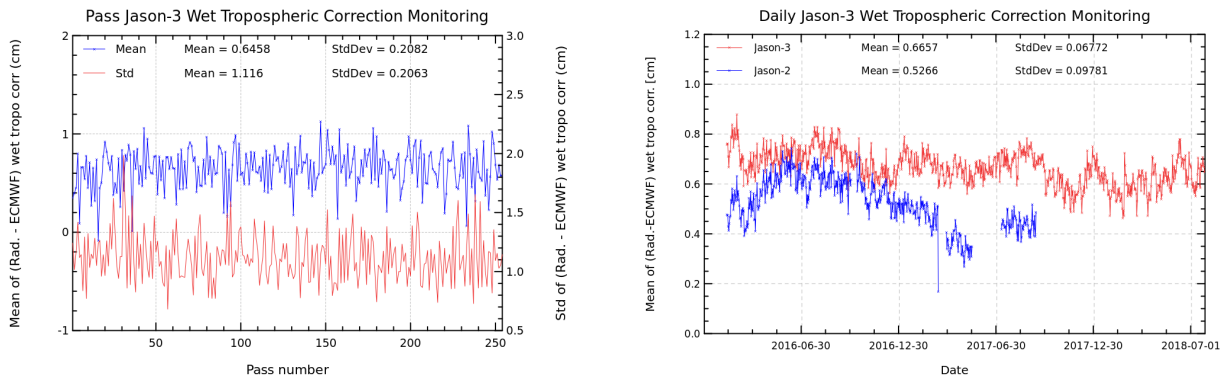 Pass Jason-3 Wet Tropospheric Correction Monitoring
Mean of (Rad. - ECMWF) wet tropo corr (cm)
2
1
0
-1
Mean Mean = 0.6458 StdDev = 0.2082
Std Mean = 1.116 StdDev = 0.2063
3.0
2.5
2.0
1.5
1.0
0.5
Std of (Rad. - ECMWF) wet tropo corr (cm)
50 100 150 200 250
Pass number
Daily Jason-3 Wet Tropospheric Correction Monitoring
Mean of (Rad.-ECMWF) wet tropo corr. [cm]
1.2
1.0
0.8
0.6
0.4
0.2
0.0
Jason-3 Mean = 0.6657 StdDev = 0.06772
Jason-2 Mean = 0.5266 StdDev = 0.09781
2016-06-30 2016-12-30 2017-06-30 2017-12-30 2018-07-01
Date